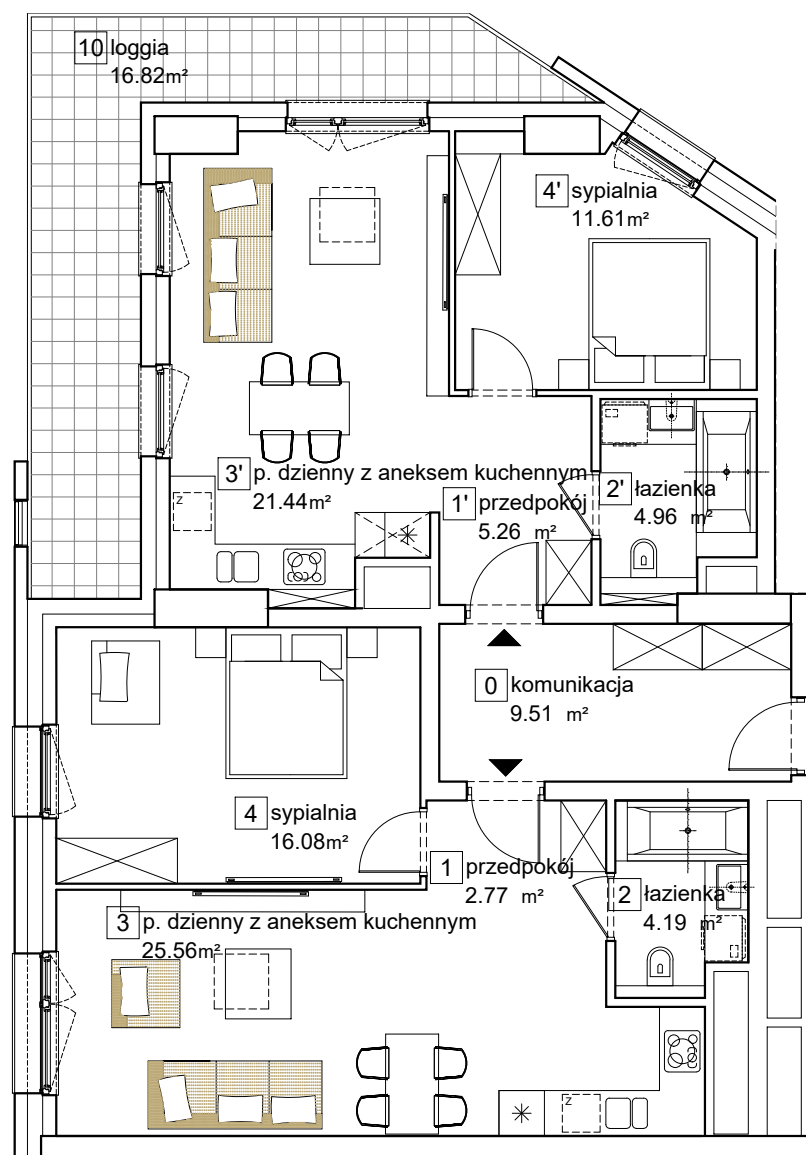 10 loggia
16.82m²
4' sypialnia
11.61m²
3' p. dzienny z aneksem kuchennym
21.44m²
1' przedpokój
5.26 m²
2' łazienka
4.96 m²
z
0 komunikacja
9.51 m²
4 sypialnia
16.08m²
1 przedpokój
2.77 m²
2 łazienka
4.19 m²
3 p. dzienny z aneksem kuchennym
25.56m²
z